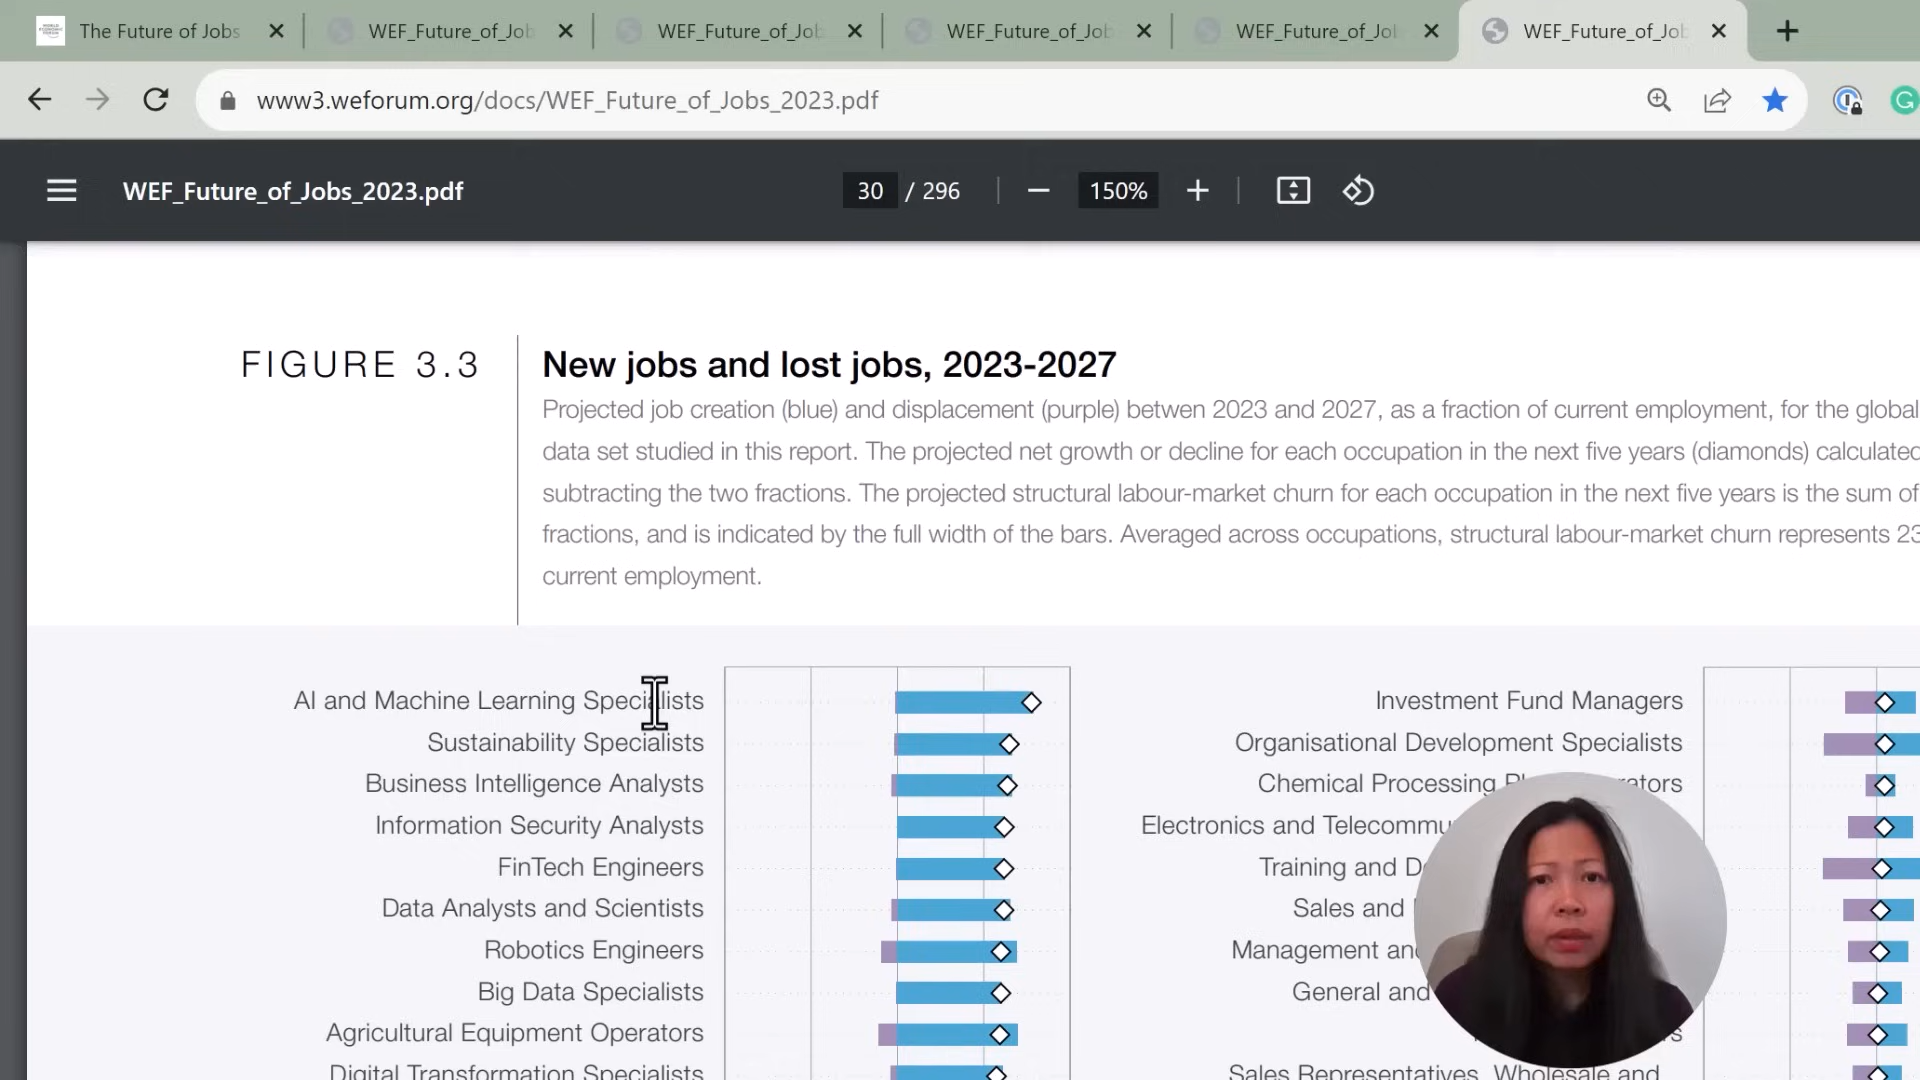 The Future of Jobs
WEF_Future_of_Job
WEF_Future_of_Job
WEF_Future_of_Job
WEF_Future_of_Job
WEF_Future_of_Job
www3.weforum.org/docs/WEF_Future_of_Jobs_2023.pdf
WEF_Future_of_Jobs_2023.pdf
30 / 296
150%
FIGURE 3.3
New jobs and lost jobs, 2023-2027
Projected job creation (blue) and displacement (purple) betwen 2023 and 2027, as a fraction of current employment, for the global
data set studied in this report. The projected net growth or decline for each occupation in the next five years (diamonds) calculated
subtracting the two fractions. The projected structural labour-market churn for each occupation in the next five years is the sum of
fractions, and is indicated by the full width of the bars. Averaged across occupations, structural labour-market churn represents 23
current employment.
AI and Machine Learning Specialists
Sustainability Specialists
Business Intelligence Analysts
Information Security Analysts
FinTech Engineers
Data Analysts and Scientists
Robotics Engineers
Big Data Specialists
Agricultural Equipment Operators
Digital Transformation Specialists
Investment Fund Managers
Organisational Development Specialists
Chemical Processing
Electronics and
Training and
Sales and
Management
General and
Sales Representatives, Wholesale and